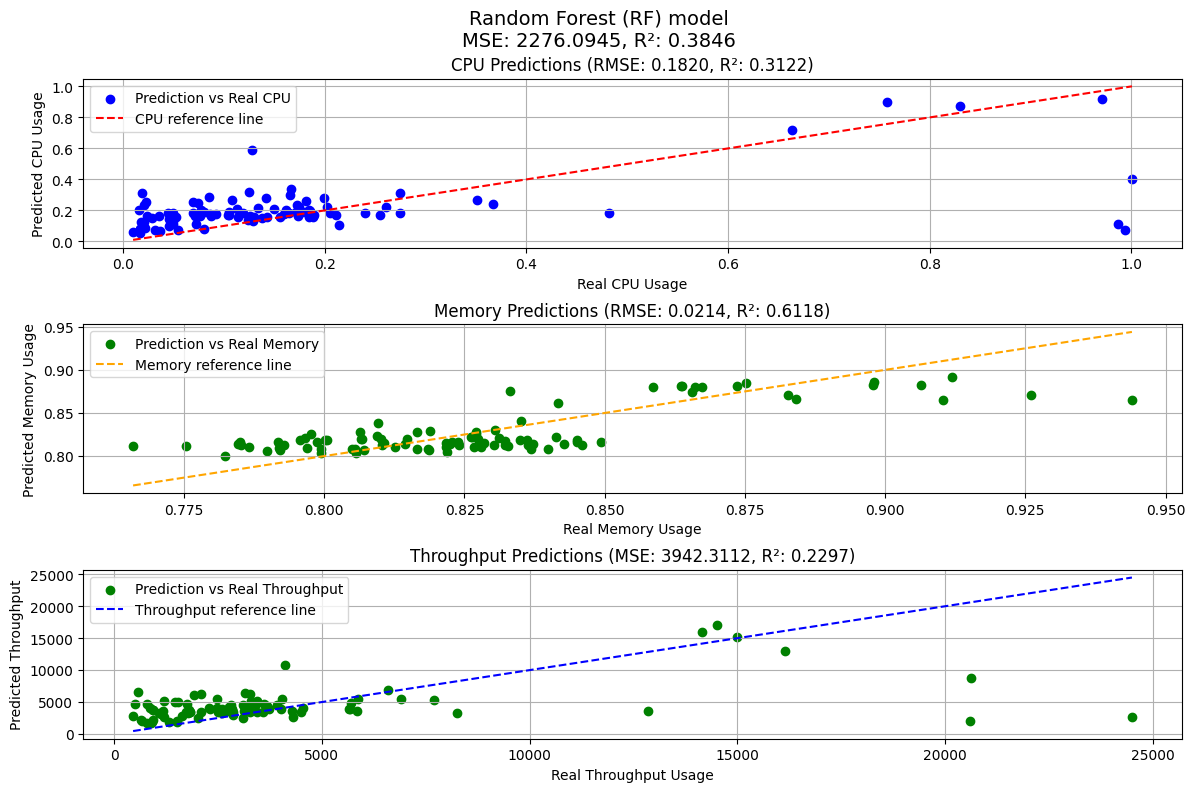 Random Forest (RF) model
MSE: 2276.0945, R²: 0.3846
CPU Predictions (RMSE: 0.1820, R²: 0.3122)
Prediction vs Real CPU
CPU reference line
Predicted CPU Usage
1.0
0.8
0.6
0.4
0.2
0.0
0.0 0.2 0.4 0.6 0.8 1.0
Real CPU Usage
Memory Predictions (RMSE: 0.0214, R²: 0.6118)
Prediction vs Real Memory
Memory reference line
Predicted Memory Usage
0.95
0.90
0.85
0.80
0.775 0.800 0.825 0.850 0.875 0.900 0.925 0.950
Real Memory Usage
Throughput Predictions (MSE: 3942.3112, R²: 0.2297)
Prediction vs Real Throughput
Throughput reference line
Predicted Throughput
25000
20000
15000
10000
5000
0
0 5000 10000 15000 20000 25000
Real Throughput Usage